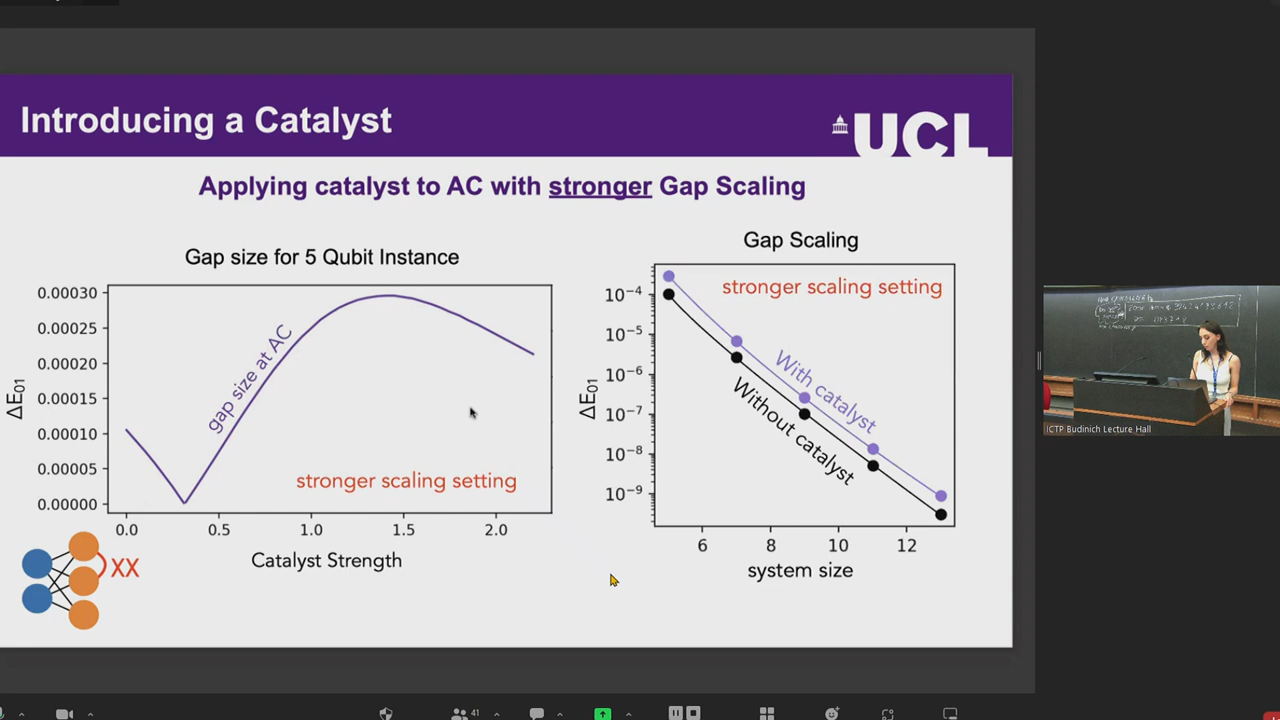 Introducing a Catalyst
UCL
Applying catalyst to AC with stronger Gap Scaling
Gap size for 5 Qubit Instance
ΔE01
0.00030
0.00025
0.00020
0.00015
0.00010
0.00005
0.00000
gap size at AC
stronger scaling setting
0.0 0.5 1.0 1.5 2.0
Catalyst Strength
XX
Gap Scaling
ΔE01
10⁻⁴
10⁻⁵
10⁻⁶
10⁻⁷
10⁻⁸
10⁻⁹
stronger scaling setting
With catalyst
Without catalyst
6 8 10 12
system size
ICTP Budinich Lecture Hall
41